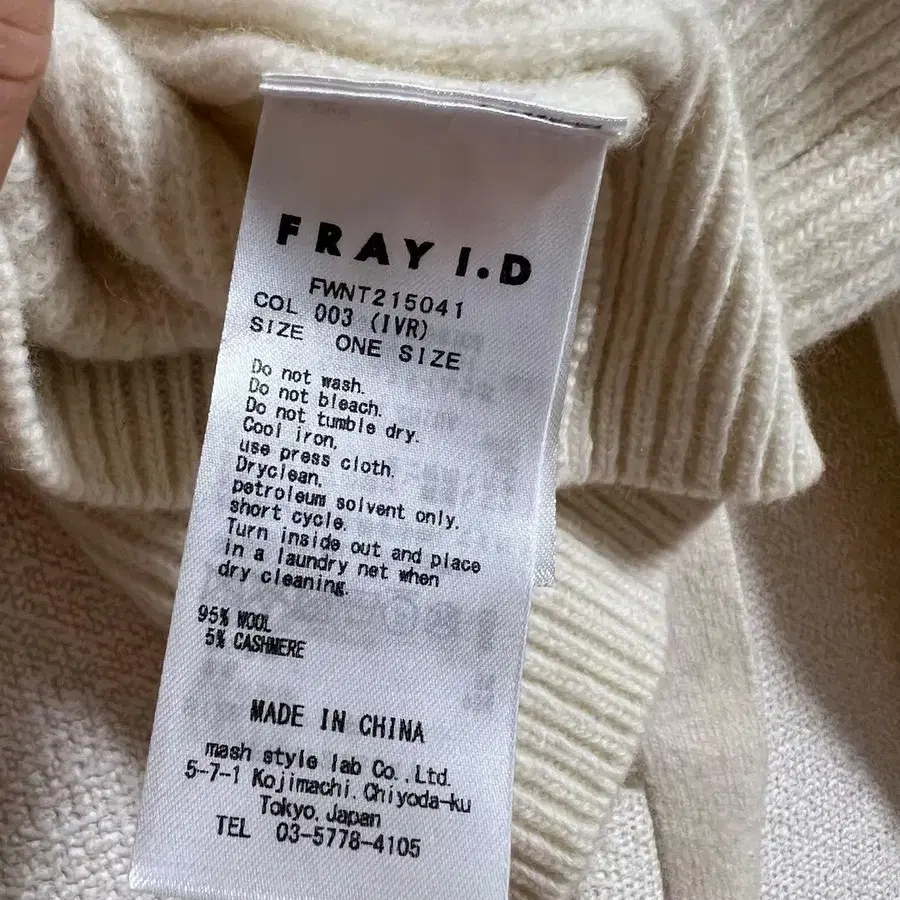 FRAY I.D
FWNT215041
COL 003 (IVR)
SIZE ONE SIZE
Do not wash.
Do not bleach.
Do not tumble dry.
Cool iron,
use press cloth.
Dryclean,
petroleum solvent only,
short cycle.
Turn inside out and place
in a laundry net when
dry cleaning.
95% WOOL
5% CASHMERE
MADE IN CHINA
mash style lab Co.,Ltd.
5-7-1 Kojimachi,Chiyoda-ku
Tokyo,Japan
TEL 03-5778-4105